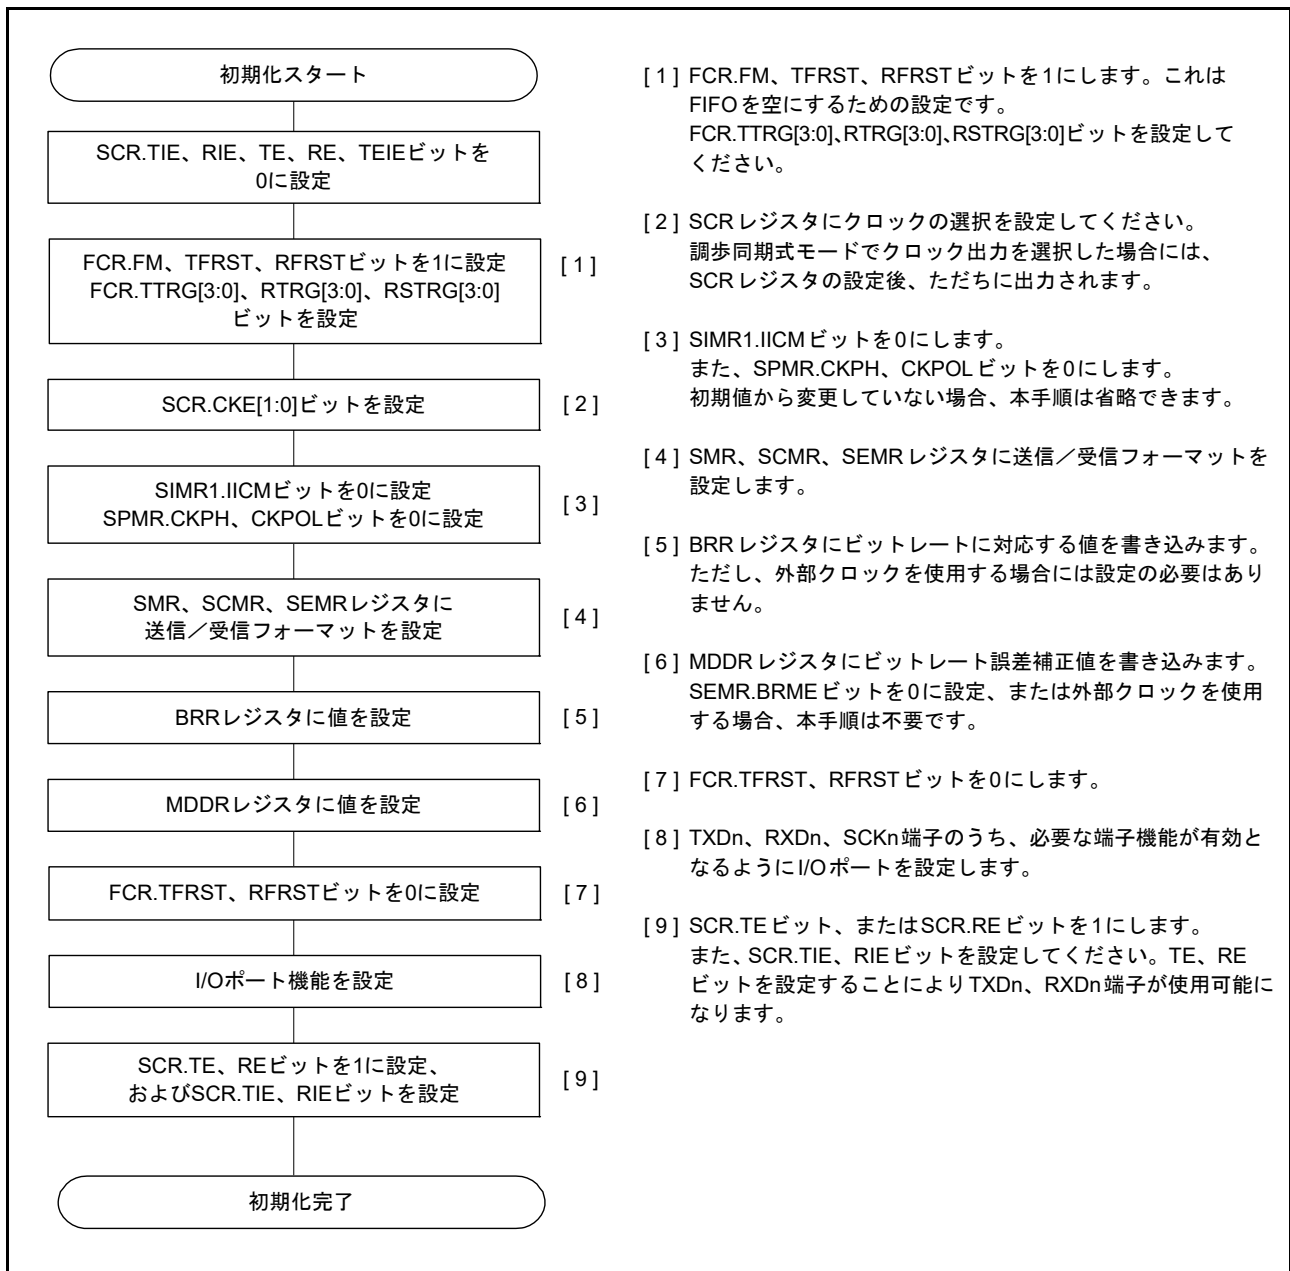 初期化スタート
SCR.TIE、RIE、TE、RE、TEIEビットを
0に設定
FCR.FM、TFRST、RFRSTビットを1に設定
FCR.TTRG[3:0]、RTRG[3:0]、RSTRG[3:0]
ビットを設定
[ 1 ]
SCR.CKE[1:0]ビットを設定
[ 2 ]
SIMR1.IICMビットを0に設定
SPMR.CKPH、CKPOLビットを0に設定
[ 3 ]
SMR、SCMR、SEMRレジスタに
送信／受信フォーマットを設定
[ 4 ]
BRRレジスタに値を設定
[ 5 ]
MDDRレジスタに値を設定
[ 6 ]
FCR.TFRST、RFRSTビットを0に設定
[ 7 ]
I/Oポート機能を設定
[ 8 ]
SCR.TE、REビットを1に設定、
およびSCR.TIE、RIEビットを設定
[ 9 ]
初期化完了
[ 1 ] FCR.FM、TFRST、RFRSTビットを1にします。これは
FIFOを空にするための設定です。
FCR.TTRG[3:0]、RTRG[3:0]、RSTRG[3:0]ビットを設定して
ください。
[ 2 ] SCRレジスタにクロックの選択を設定してください。
調歩同期式モードでクロック出力を選択した場合には、
SCRレジスタの設定後、ただちに出力されます。
[ 3 ] SIMR1.IICMビットを0にします。
また、SPMR.CKPH、CKPOLビットを0にします。
初期値から変更していない場合、本手順は省略できます。
[ 4 ] SMR、SCMR、SEMRレジスタに送信／受信フォーマットを
設定します。
[ 5 ] BRRレジスタにビットレートに対応する値を書き込みます。
ただし、外部クロックを使用する場合には設定の必要はあり
ません。
[ 6 ] MDDRレジスタにビットレート誤差補正値を書き込みます。
SEMR.BRMEビットを0に設定、または外部クロックを使用
する場合、本手順は不要です。
[ 7 ] FCR.TFRST、RFRSTビットを0にします。
[ 8 ] TXDn、RXDn、SCKn端子のうち、必要な端子機能が有効と
なるようにI/Oポートを設定します。
[ 9 ] SCR.TEビット、またはSCR.REビットを1にします。
また、SCR.TIE、RIEビットを設定してください。TE、RE
ビットを設定することによりTXDn、RXDn端子が使用可能に
なります。